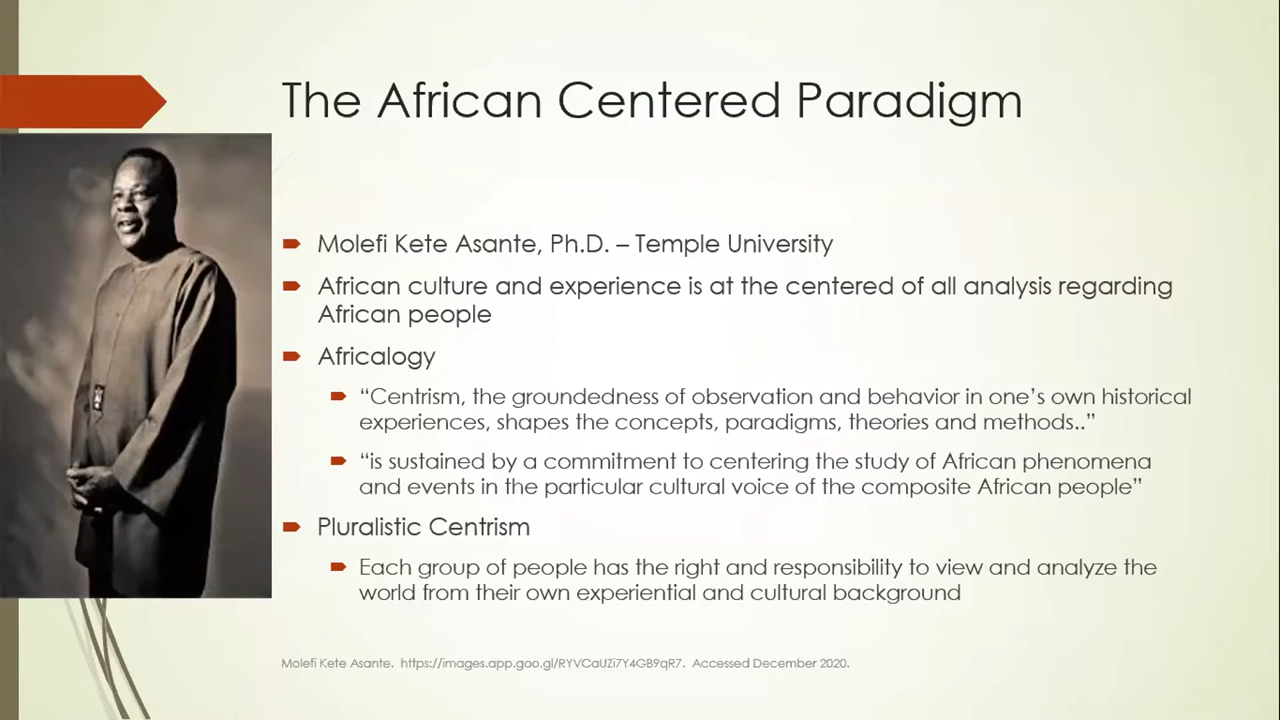 The African Centered Paradigm
Molefi Kete Asante, Ph.D. – Temple University
African culture and experience is at the centered of all analysis regarding
African people
Africalogy
“Centrism, the groundedness of observation and behavior in one’s own historical
experiences, shapes the concepts, paradigms, theories and methods..”
“is sustained by a commitment to centering the study of African phenomena
and events in the particular cultural voice of the composite African people”
Pluralistic Centrism
Each group of people has the right and responsibility to view and analyze the
world from their own experiential and cultural background
Molefi Kete Asante. https://images.app.goo.gl/RYVCaUZi7Y4GB9qR7. Accessed December 2020.